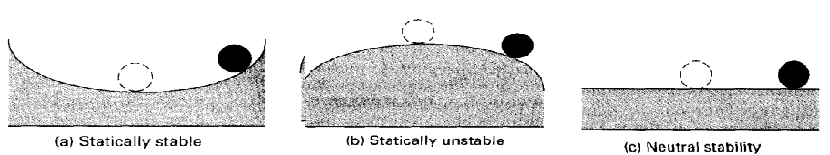 (a) Statically stable
(b) Statically unstable
(c) Neutral stability